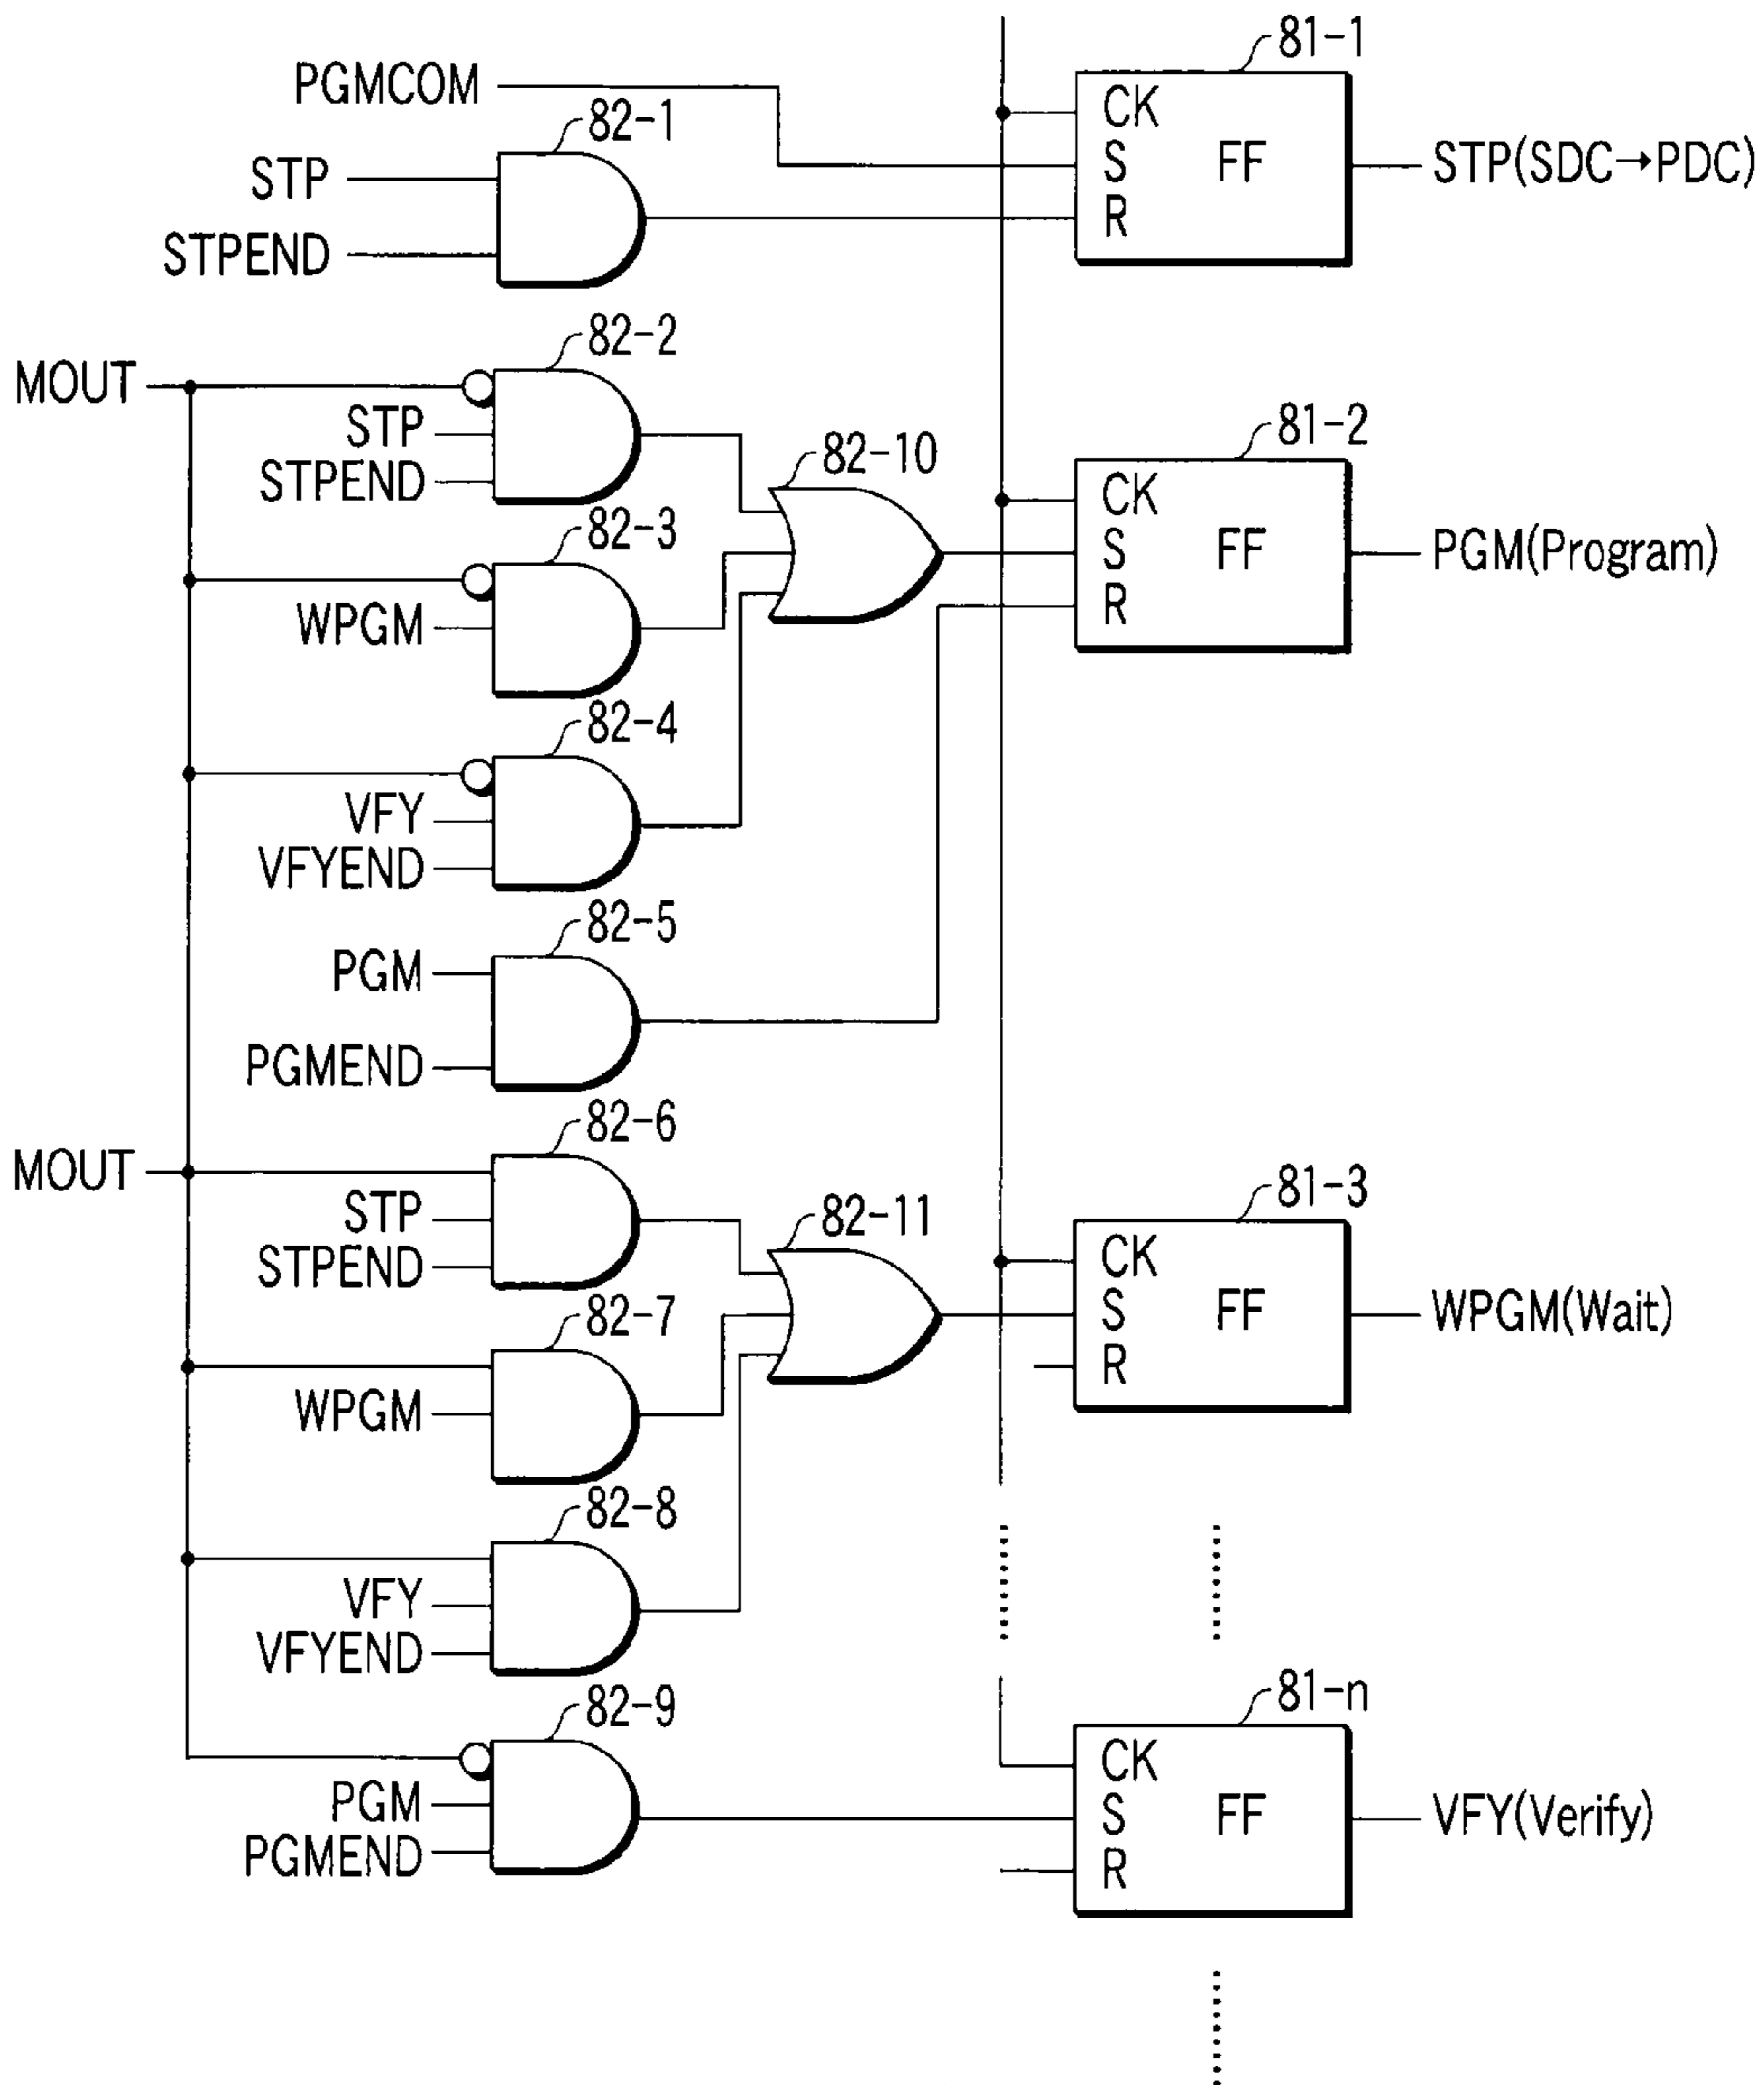 81-1
PGMCOM
CK
82-1
STP
S
FF
STP(SDC→PDC)
R
STPEND
82-2
MOUT
STP
STPEND
82-10
81-2
CK
S
FF
PGM(Program)
R
82-3
WPGM
82-4
VFY
VFYEND
82-5
PGM
PGMEND
82-6
MOUT
STP
STPEND
82-11
81-3
CK
S
FF
WPGM(Wait)
R
82-7
WPGM
82-8
VFY
VFYEND
82-9
PGM
PGMEND
81-n
CK
S
FF
VFY(Verify)
R